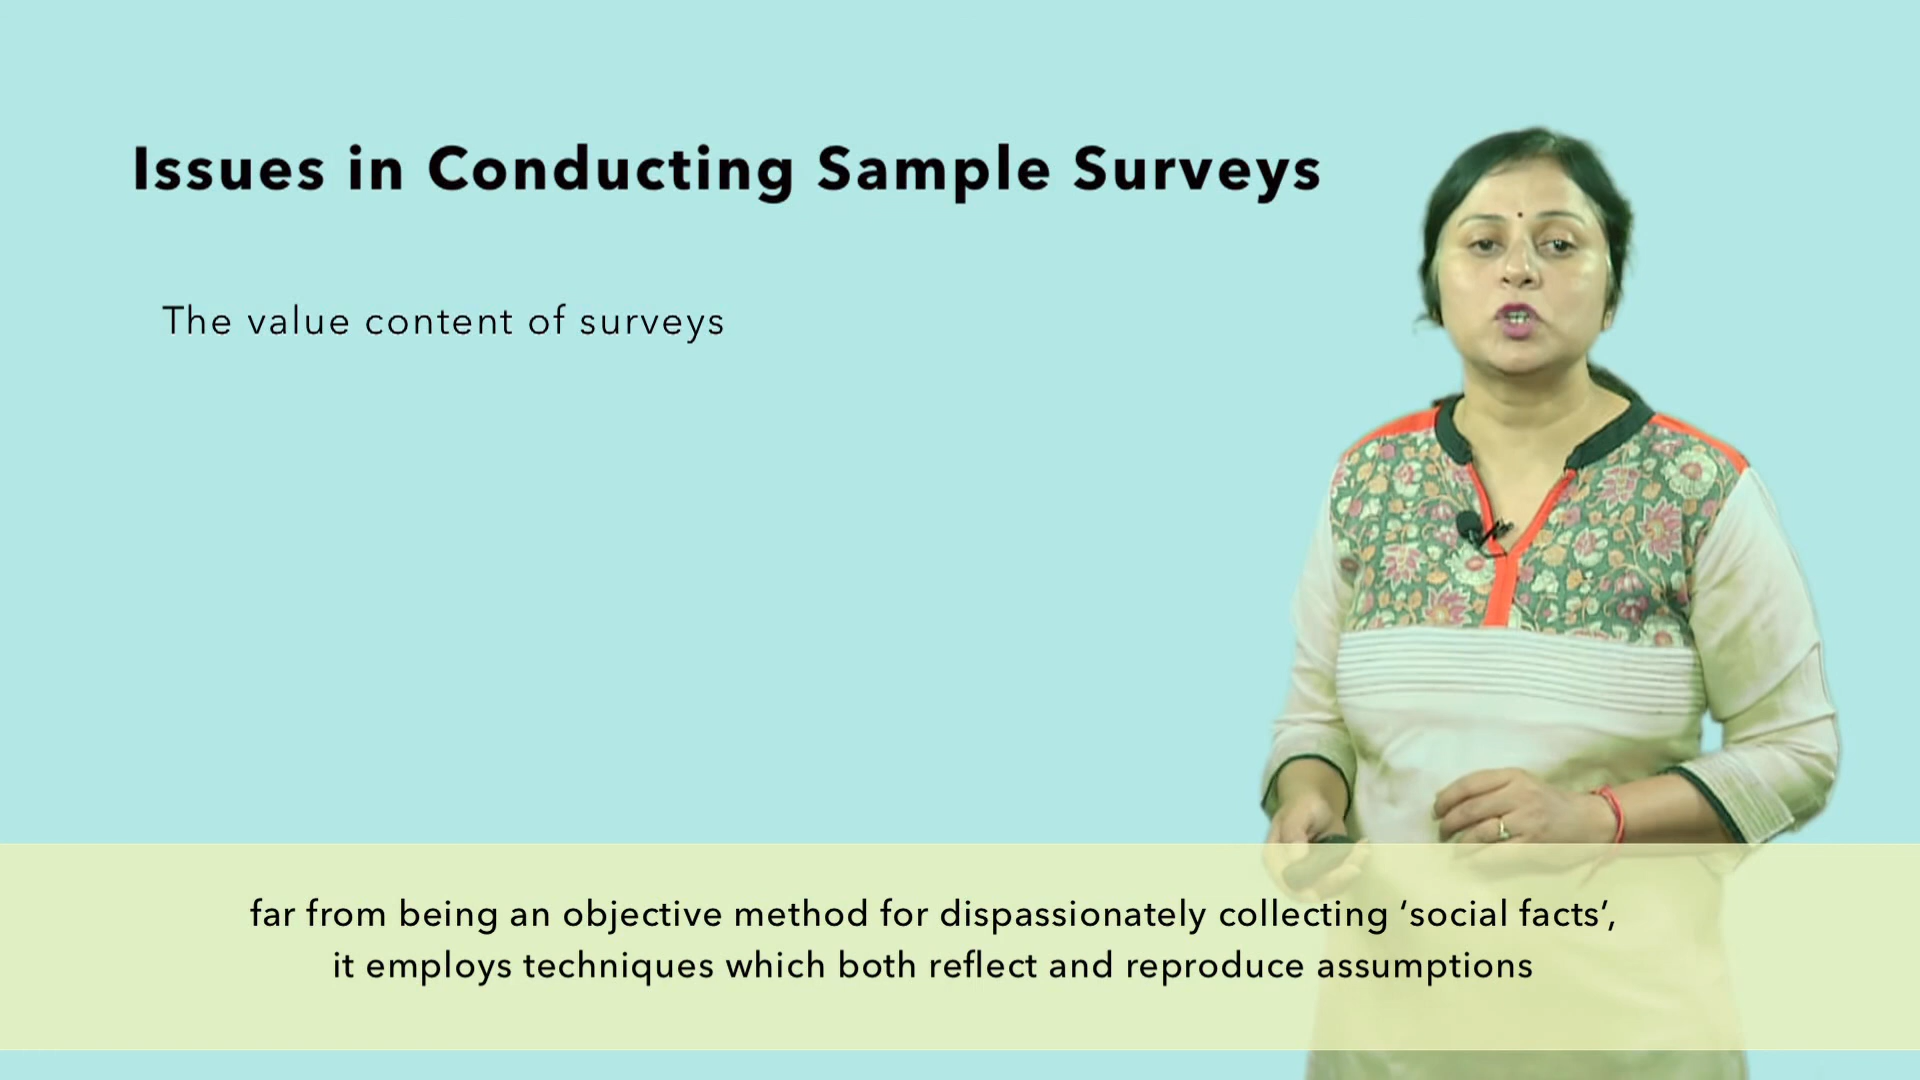 Issues in Conducting Sample Surveys
The value content of surveys
far from being an objective method for dispassionately collecting ‘social facts’,
it employs techniques which both reflect and reproduce assumptions